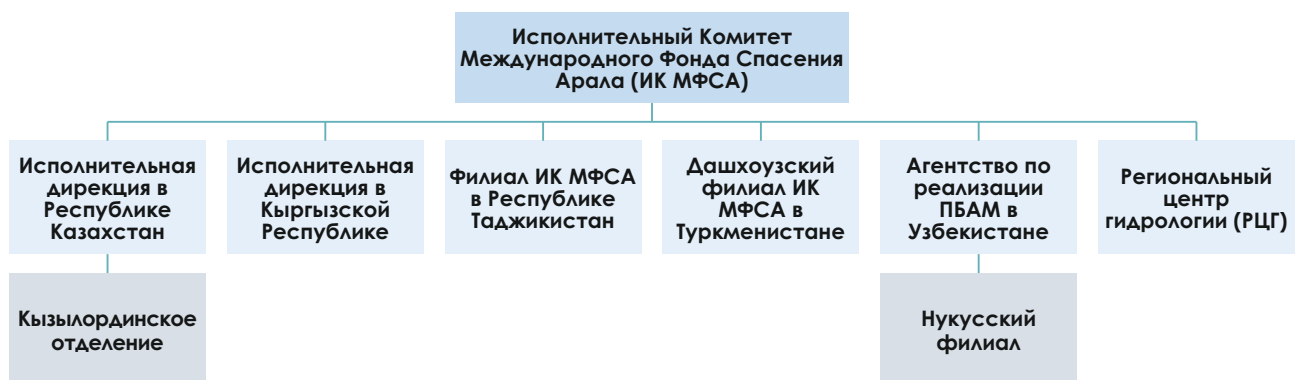 Исполнительный Комитет
Международного Фонда Спасения
Арала (ИК МФСА)
Исполнительная
дирекция в
Республике
Казахстан
Исполнительная
дирекция в
Кыргызской
Республике
Филиал ИК МФСА
в Республике
Таджикистан
Дашхоузский
филиал ИК
МФСА в
Туркменистане
Агентство по
реализации
ПБАМ в
Узбекистане
Региональный
центр
гидрологии (РЦГ)
Кызылординское
отделение
Нукусский
филиал